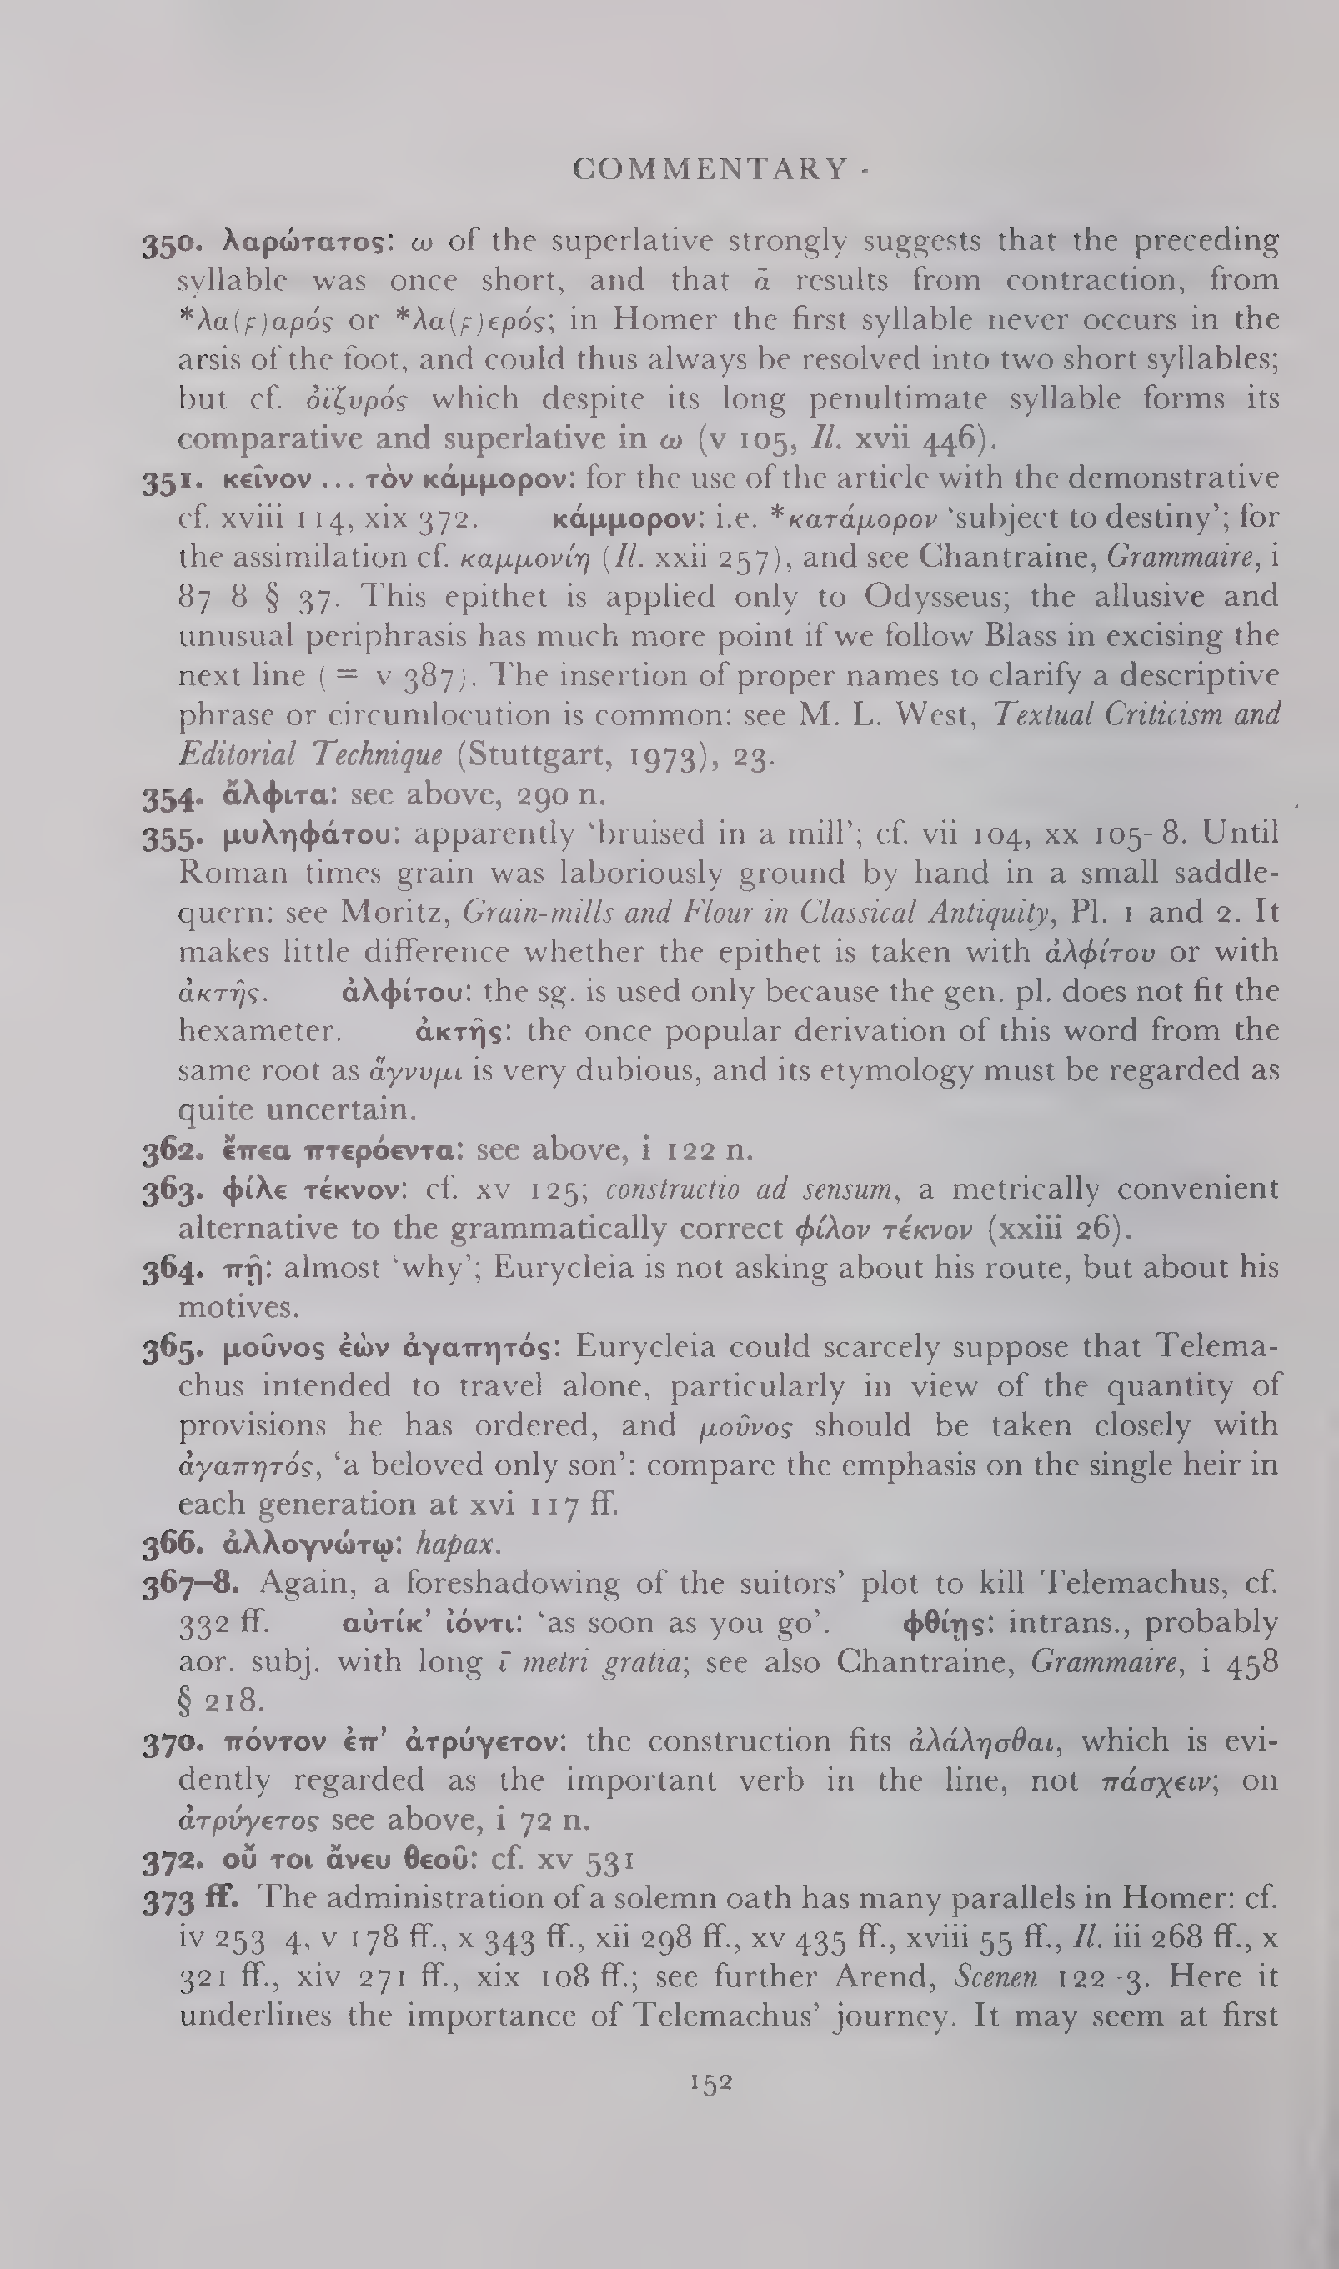 COMMENTARY
350. λαρώτατος: ω of the superlative strongly suggests that the preceding
syllable was once short, and that ᾱ results from contraction, from
*λα(ϝ)αρός or *λα(ϝ)ερός; in Homer the first syllable never occurs in the
arsis of the foot, and could thus always be resolved into two short syllables;
but cf. ὀϊζυρός which despite its long penultimate syllable forms its
comparative and superlative in ω (v 105, Il. xvii 446).
351. κεῖνον ... τὸν κάμμορον: for the use of the article with the demonstrative
cf. xviii 114, xix 372. κάμμορον: i.e. *κατάμορον ‘subject to destiny’; for
the assimilation cf. καμμονίη (Il. xxii 257), and see Chantraine, Grammaire, i
87 8 § 37. This epithet is applied only to Odysseus; the allusive and
unusual periphrasis has much more point if we follow Blass in excising the
next line ( = v 387). The insertion of proper names to clarify a descriptive
phrase or circumlocution is common: see M. L. West, Textual Criticism and
Editorial Technique (Stuttgart, 1973), 23.
354. ἄλφιτα: see above, 290 n.
355. μυληφάτου: apparently ‘bruised in a mill’; cf. vii 104, xx 105-8. Until
Roman times grain was laboriously ground by hand in a small saddle-
quern: see Moritz, Grain-mills and Flour in Classical Antiquity, Pl. 1 and 2. It
makes little difference whether the epithet is taken with ἀλφίτου or with
ἀκτῆς. ἀλφίτου: the sg. is used only because the gen. pl. does not fit the
hexameter. ἀκτῆς: the once popular derivation of this word from the
same root as ἄγνυμι is very dubious, and its etymology must be regarded as
quite uncertain.
362. ἔπεα πτερόεντα: see above, i 122 n.
363. φίλε τέκνον: cf. xv 125; constructio ad sensum, a metrically convenient
alternative to the grammatically correct φίλον τέκνον (xxiii 26).
364. πῇ: almost ‘why’; Eurycleia is not asking about his route, but about his
motives.
365. μοῦνος ἐὼν ἀγαπητός: Eurycleia could scarcely suppose that Telema-
chus intended to travel alone, particularly in view of the quantity of
provisions he has ordered, and μοῦνος should be taken closely with
ἀγαπητός, ‘a beloved only son’: compare the emphasis on the single heir in
each generation at xvi 117 ff.
366. ἀλλογνώτῳ: hapax.
367–8. Again, a foreshadowing of the suitors’ plot to kill Telemachus, cf.
332 ff. αὐτίκ’ ἰόντι: ‘as soon as you go’. φθίῃς: intrans., probably
aor. subj. with long ῑ metri gratia; see also Chantraine, Grammaire, i 458
§ 218.
370. πόντον ἐπ’ ἀτρύγετον: the construction fits ἀλάλησθαι, which is evi-
dently regarded as the important verb in the line, not πάσχειν; on
ἀτρύγετος see above, i 72 n.
372. οὔ τοι ἄνευ θεοῦ: cf. xv 531
373 ff. The administration of a solemn oath has many parallels in Homer: cf.
iv 253 4, v 178 ff., x 343 ff., xii 298 ff., xv 435 ff., xviii 55 ff., Il. iii 268 ff., x
321 ff., xiv 271 ff., xix 108 ff.; see further Arend, Scenen 122-3. Here it
underlines the importance of Telemachus’ journey. It may seem at first
152